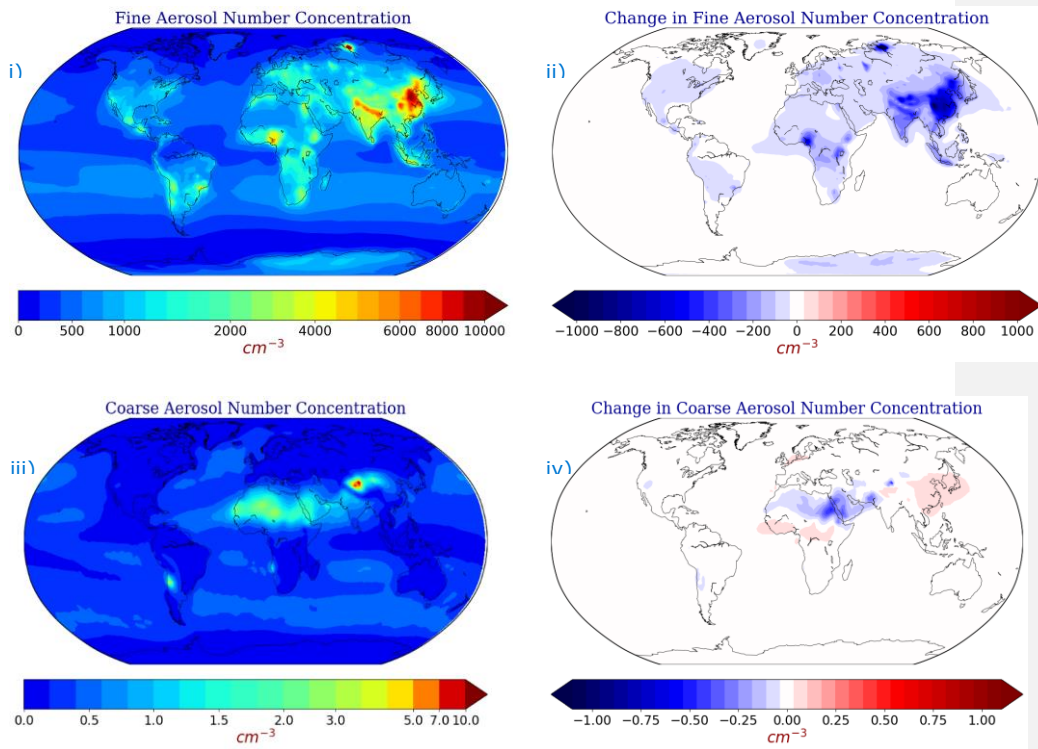 Fine Aerosol Number Concentration
Change in Fine Aerosol Number Concentration
i)
ii)
0 500 1000 2000 4000 6000 8000 10000
−1000 −800 −600 −400 −200 0 200 400 600 800 1000
cm⁻³
cm⁻³
Coarse Aerosol Number Concentration
Change in Coarse Aerosol Number Concentration
iii)
iv)
0.0 0.5 1.0 1.5 2.0 3.0 5.0 7.0 10.0
−1.00 −0.75 −0.50 −0.25 0.00 0.25 0.50 0.75 1.00
cm⁻³
cm⁻³